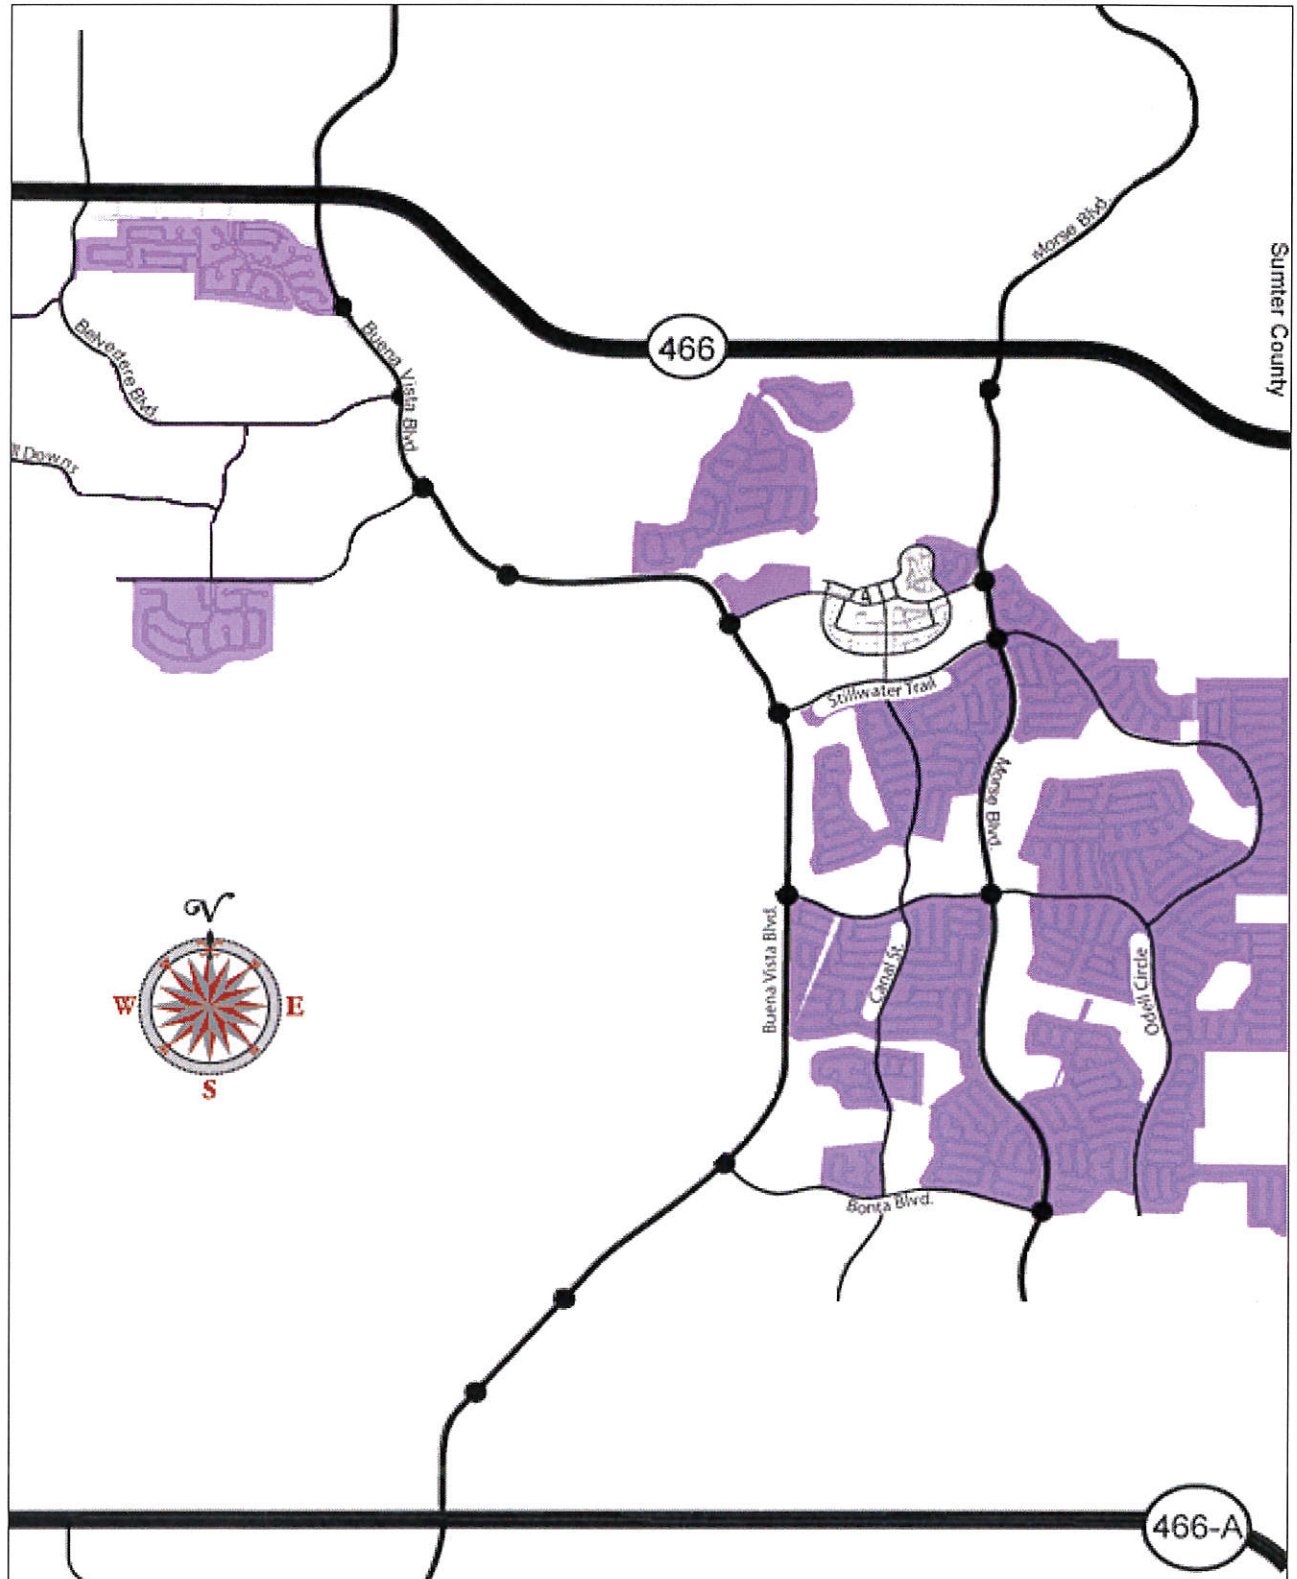 Morse Blvd.
Sumter County
466
Buena Vista Blvd.
Belvedere Blvd.
Downs
Stillwater Trail
Morse Blvd.
Buena Vista Blvd.
Canal St.
Odell Circle
W
E
S
Bonita Blvd.
466-A